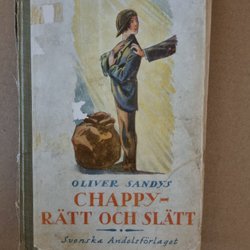 OLIVER SANDYS
CHAPPY-
RÄTT OCH SLÄTT
Svenska Andelsförlaget